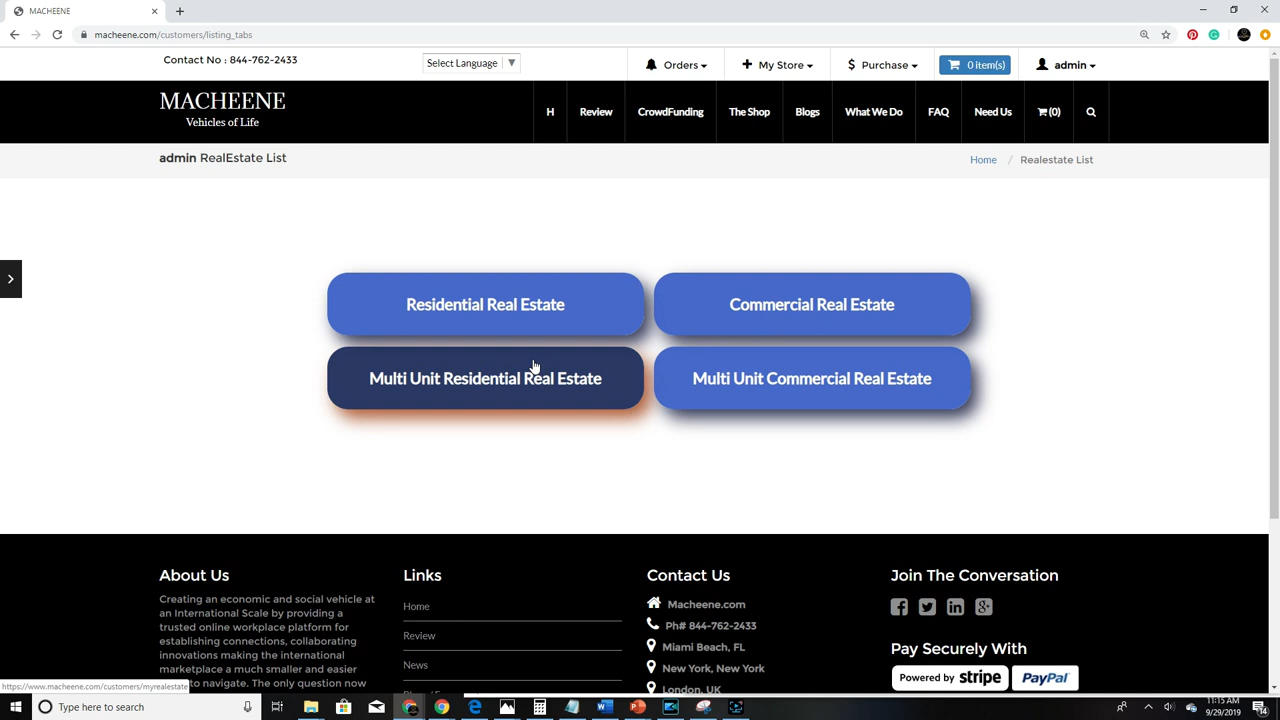 MACHEENE
macheene.com/customers/listing_tabs
Contact No : 844-762-2433
Select Language
Orders
My Store
Purchase
0 item(s)
admin
MACHEENE
Vehicles of Life
H
Review
CrowdFunding
The Shop
Blogs
What We Do
FAQ
Need Us
(0)
admin RealEstate List
Home / Realestate List
Residential Real Estate
Commercial Real Estate
Multi Unit Residential Real Estate
Multi Unit Commercial Real Estate
About Us
Creating an economic and social vehicle at
an International Scale by providing a
trusted online workplace platform for
establishing connections, collaborating
innovations making the international
marketplace a much smaller and easier
to navigate. The only question now
Links
Home
Review
News
Contact Us
Macheene.com
Ph# 844-762-2433
Miami Beach, FL
New York, New York
London, UK
Join The Conversation
Pay Securely With
Powered by stripe
PayPal
https://www.macheene.com/customers/myrealestate
Type here to search
11:15 AM
9/29/2019
14